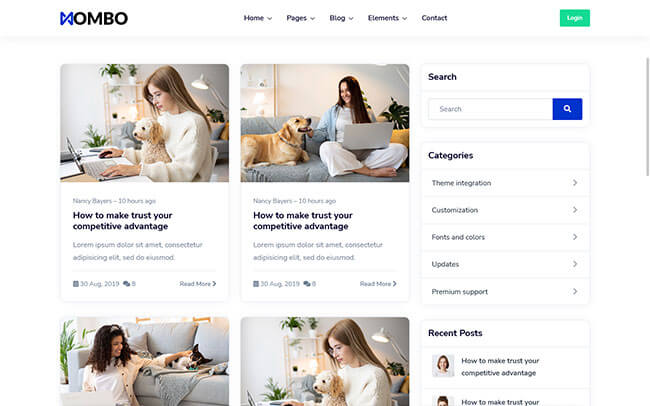 MOMBO
Home Pages Blog Elements Contact
Login
Nancy Bayers – 10 hours ago
How to make trust your
competitive advantage
Lorem ipsum dolor sit amet, consectetur
adipisicing elit, sed do eiusmod.
30 Aug, 2019 8 Read More
Nancy Bayers – 10 hours ago
How to make trust your
competitive advantage
Lorem ipsum dolor sit amet, consectetur
adipisicing elit, sed do eiusmod.
30 Aug, 2019 8 Read More
Search
Search
Categories
Theme integration
Customization
Fonts and colors
Updates
Premium support
Recent Posts
How to make trust your
competitive advantage
How to make trust your